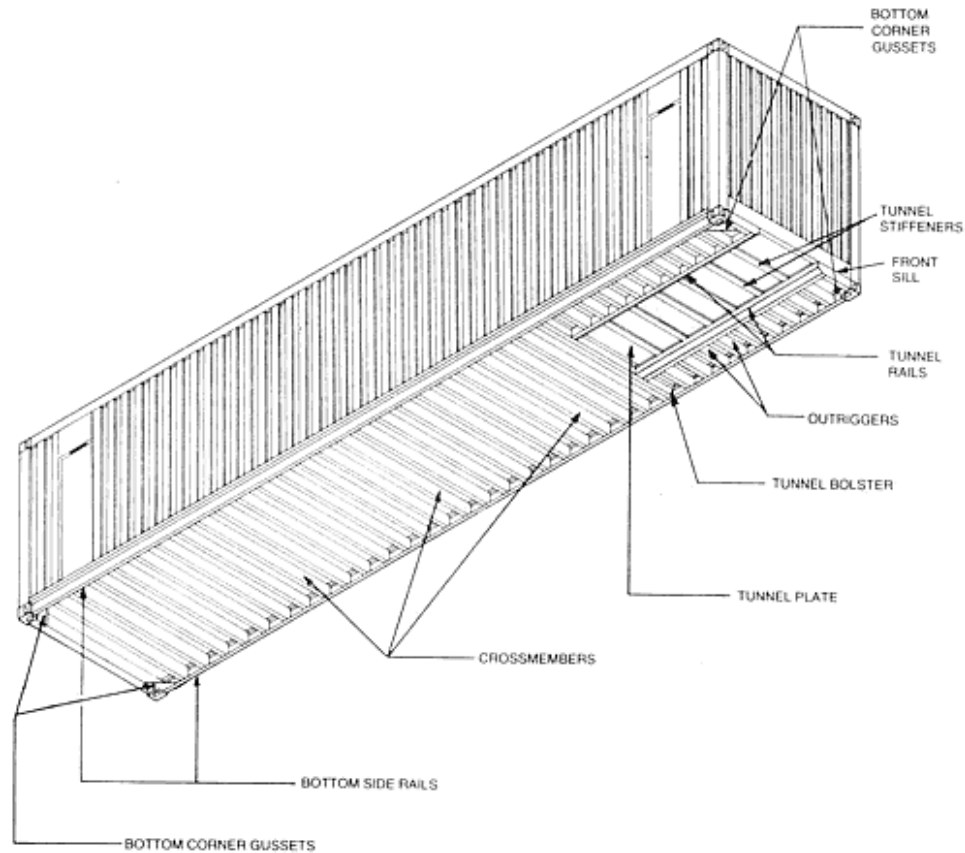 BOTTOM
CORNER
GUSSETS
TUNNEL
STIFFENERS
FRONT
SILL
TUNNEL
RAILS
OUTRIGGERS
TUNNEL BOLSTER
TUNNEL PLATE
CROSSMEMBERS
BOTTOM SIDE RAILS
BOTTOM CORNER GUSSETS